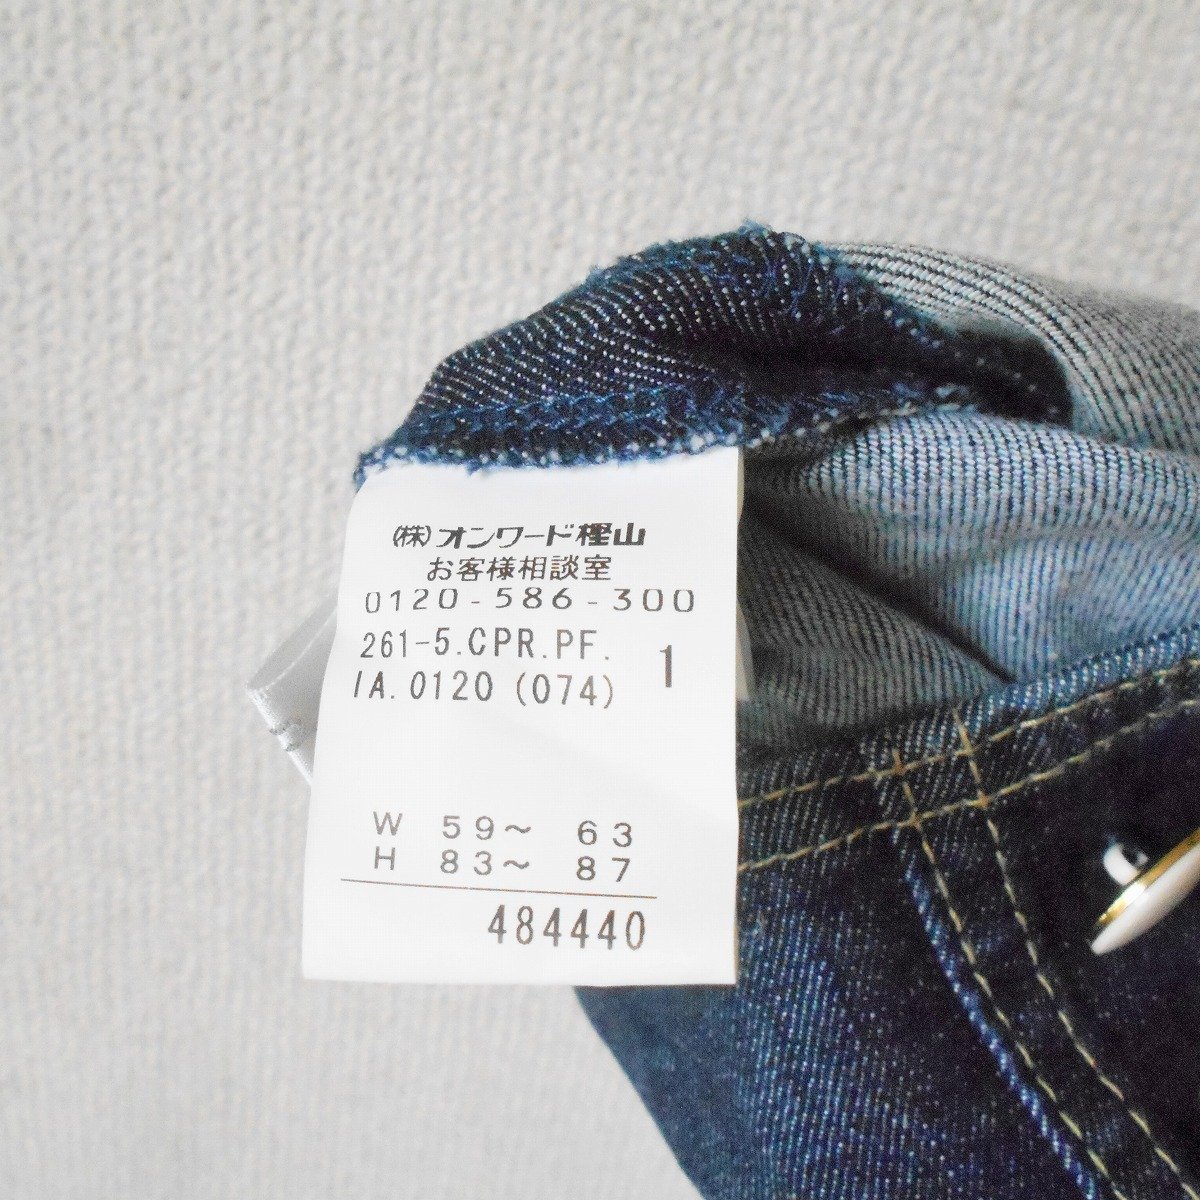 (株)オンワード樫山
お客様相談室
0120-586-300
261-5.CPR.PF.
1
IA.0120 (074)
W 59～ 63
H 83～ 87
484440